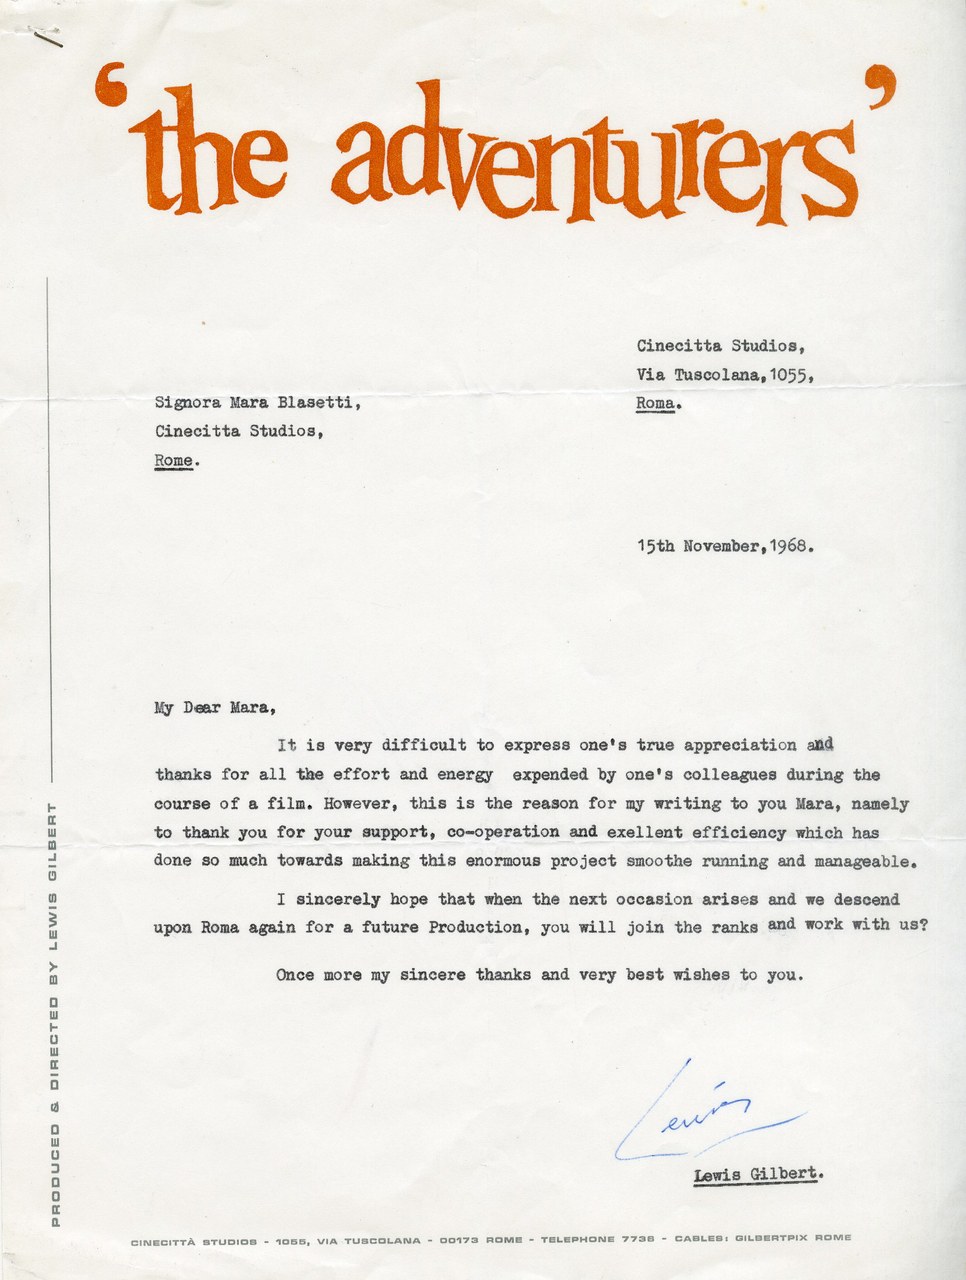 ‘the adventurers’
Cinecitta Studios,
Via Tuscolana,1055,
Roma.
Signora Mara Blasetti,
Cinecitta Studios,
Rome.
15th November,1968.
My Dear Mara,
It is very difficult to express one's true appreciation and
thanks for all the effort and energy expended by one's colleagues during the
course of a film. However, this is the reason for my writing to you Mara, namely
to thank you for your support, co-operation and exellent efficiency which has
done so much towards making this enormous project smoothe running and manageable.
I sincerely hope that when the next occasion arises and we descend
upon Roma again for a future Production, you will join the ranks and work with us?
Once more my sincere thanks and very best wishes to you.
Lewis
Lewis Gilbert.
PRODUCED & DIRECTED BY LEWIS GILBERT
CINECITTÀ STUDIOS - 1055, VIA TUSCOLANA - 00173 ROME - TELEPHONE 7738 - CABLES: GILBERTPIX ROME